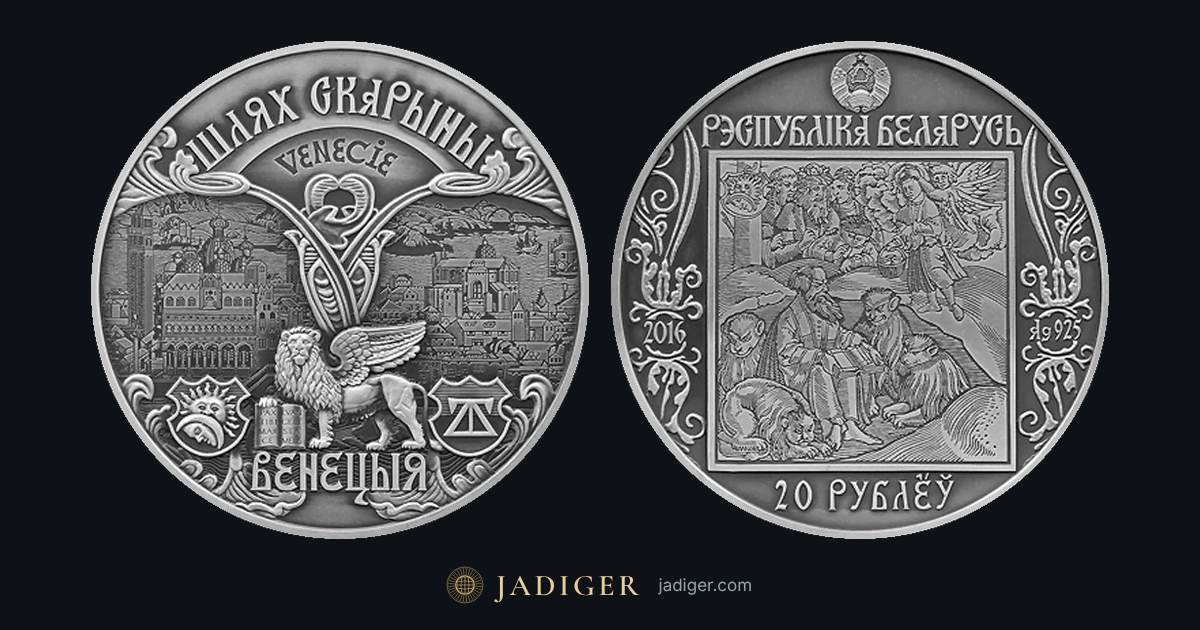 ШЛЯХ СКАРЫНЫ
VENECIE
ВЕНЕЦЫЯ
РЭСПУБЛІКА БЕЛАРУСЬ
2016
Ag 925
20 РУБЛЁЎ
JADIGER
jadiger.com